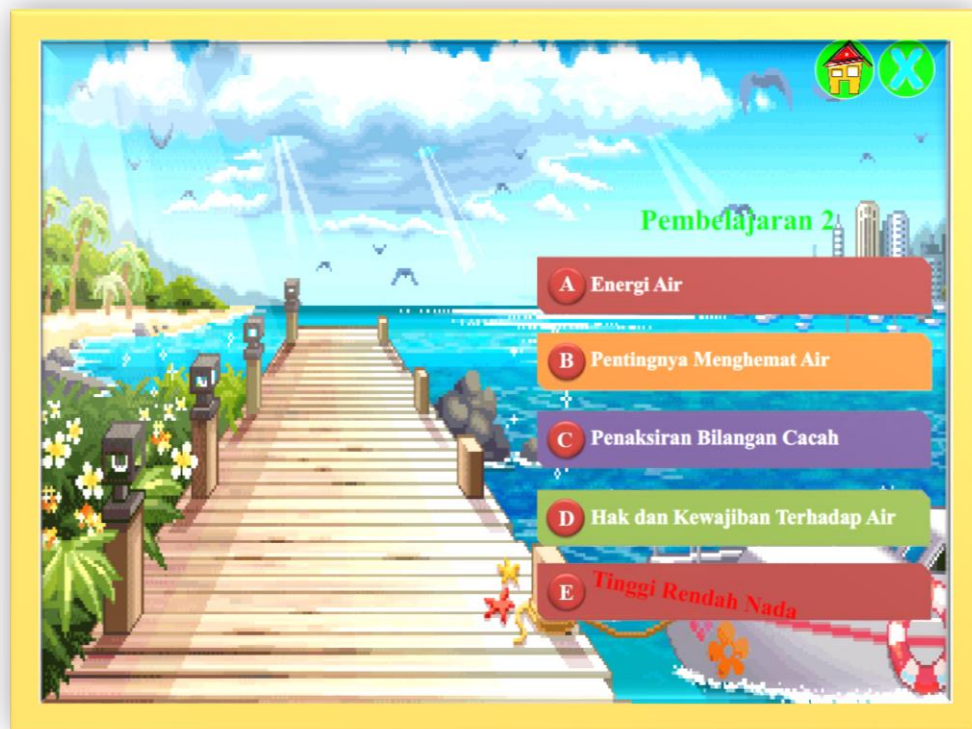 X
Pembelajaran 2
A Energi Air
B Pentingnya Menghemat Air
C Penaksiran Bilangan Cacah
D Hak dan Kewajiban Terhadap Air
E Tinggi Rendah Nada